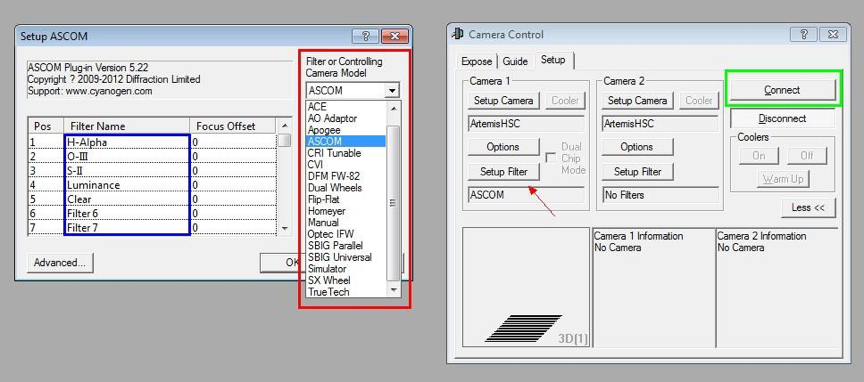 Setup ASCOM
ASCOM Plug-in Version 5.22
Copyright ? 2009-2012 Diffraction Limited
Support: www.cyanogen.com
Filter or Controlling
Camera Model
ASCOM
ACE
AO Adaptor
Apogee
ASCOM
CRI Tunable
CVI
DFM FW-82
Dual Wheels
Flip-Flat
Homeyer
Manual
Optec IFW
SBIG Parallel
SBIG Universal
Simulator
SX Wheel
TrueTech
Pos Filter Name Focus Offset
1 H-Alpha 0
2 O-III 0
3 S-II 0
4 Luminance 0
5 Clear 0
6 Filter 6 0
7 Filter 7 0
Advanced...
OK
Camera Control
Expose Guide Setup
Camera 1
Setup Camera Cooler
ArtemisHSC
Options
Dual
Chip
Mode
Setup Filter
ASCOM
Camera 2
Setup Camera Cooler
ArtemisHSC
Options
Setup Filter
No Filters
Connect
Disconnect
Coolers
On Off
Warm Up
Less <<
3D[1]
Camera 1 Information
No Camera
Camera 2 Information
No Camera